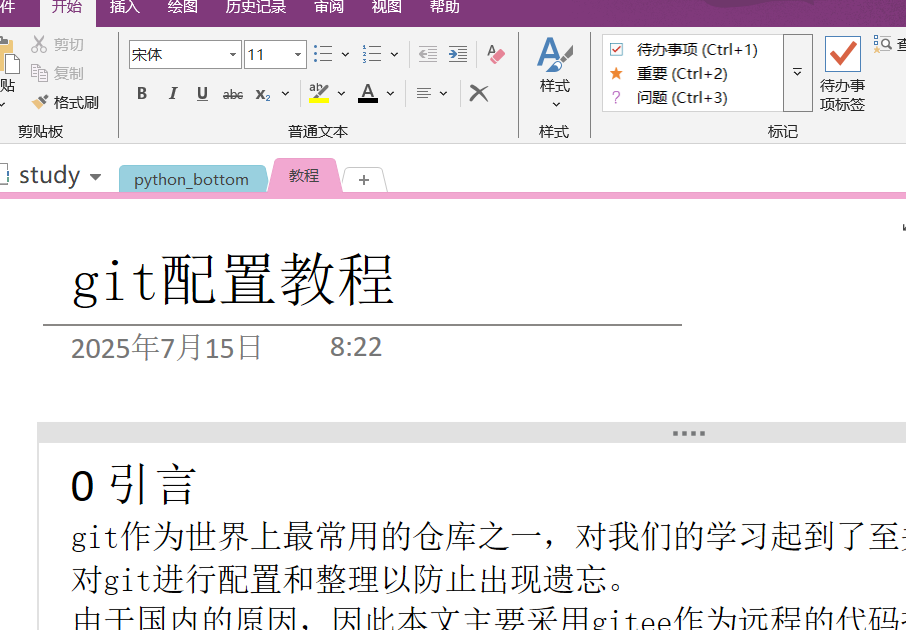 件 开始 插入 绘图 历史记录 审阅 视图 帮助
剪切
复制
贴 格式刷
剪贴板
宋体 11
B I U abc x₂ ab A
普通文本
A
样式
样式
待办事项 (Ctrl+1)
重要 (Ctrl+2)
? 问题 (Ctrl+3)
待办事
项标签
标记
查
study python_bottom 教程 +
git配置教程
2025年7月15日 8:22
0 引言
git作为世界上最常用的仓库之一，对我们的学习起到了至
对git进行配置和整理以防止出现遗忘。
由于国内的原因，因此本文主要采用gitee作为远程的代码